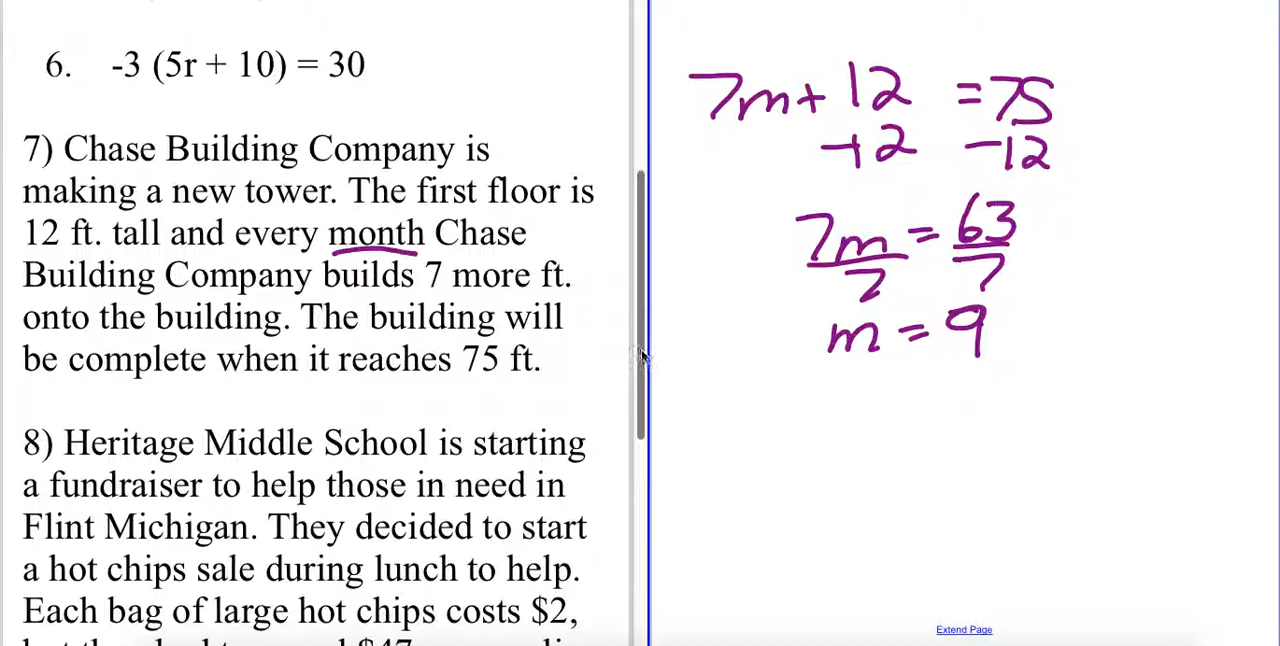 6. -3 (5r + 10) = 30
7) Chase Building Company is
making a new tower. The first floor is
12 ft. tall and every month Chase
Building Company builds 7 more ft.
onto the building. The building will
be complete when it reaches 75 ft.
8) Heritage Middle School is starting
a fundraiser to help those in need in
Flint Michigan. They decided to start
a hot chips sale during lunch to help.
Each bag of large hot chips costs $2,
7m + 12 = 75
-12 -12
7m = 63
7 7
m = 9
Extend Page